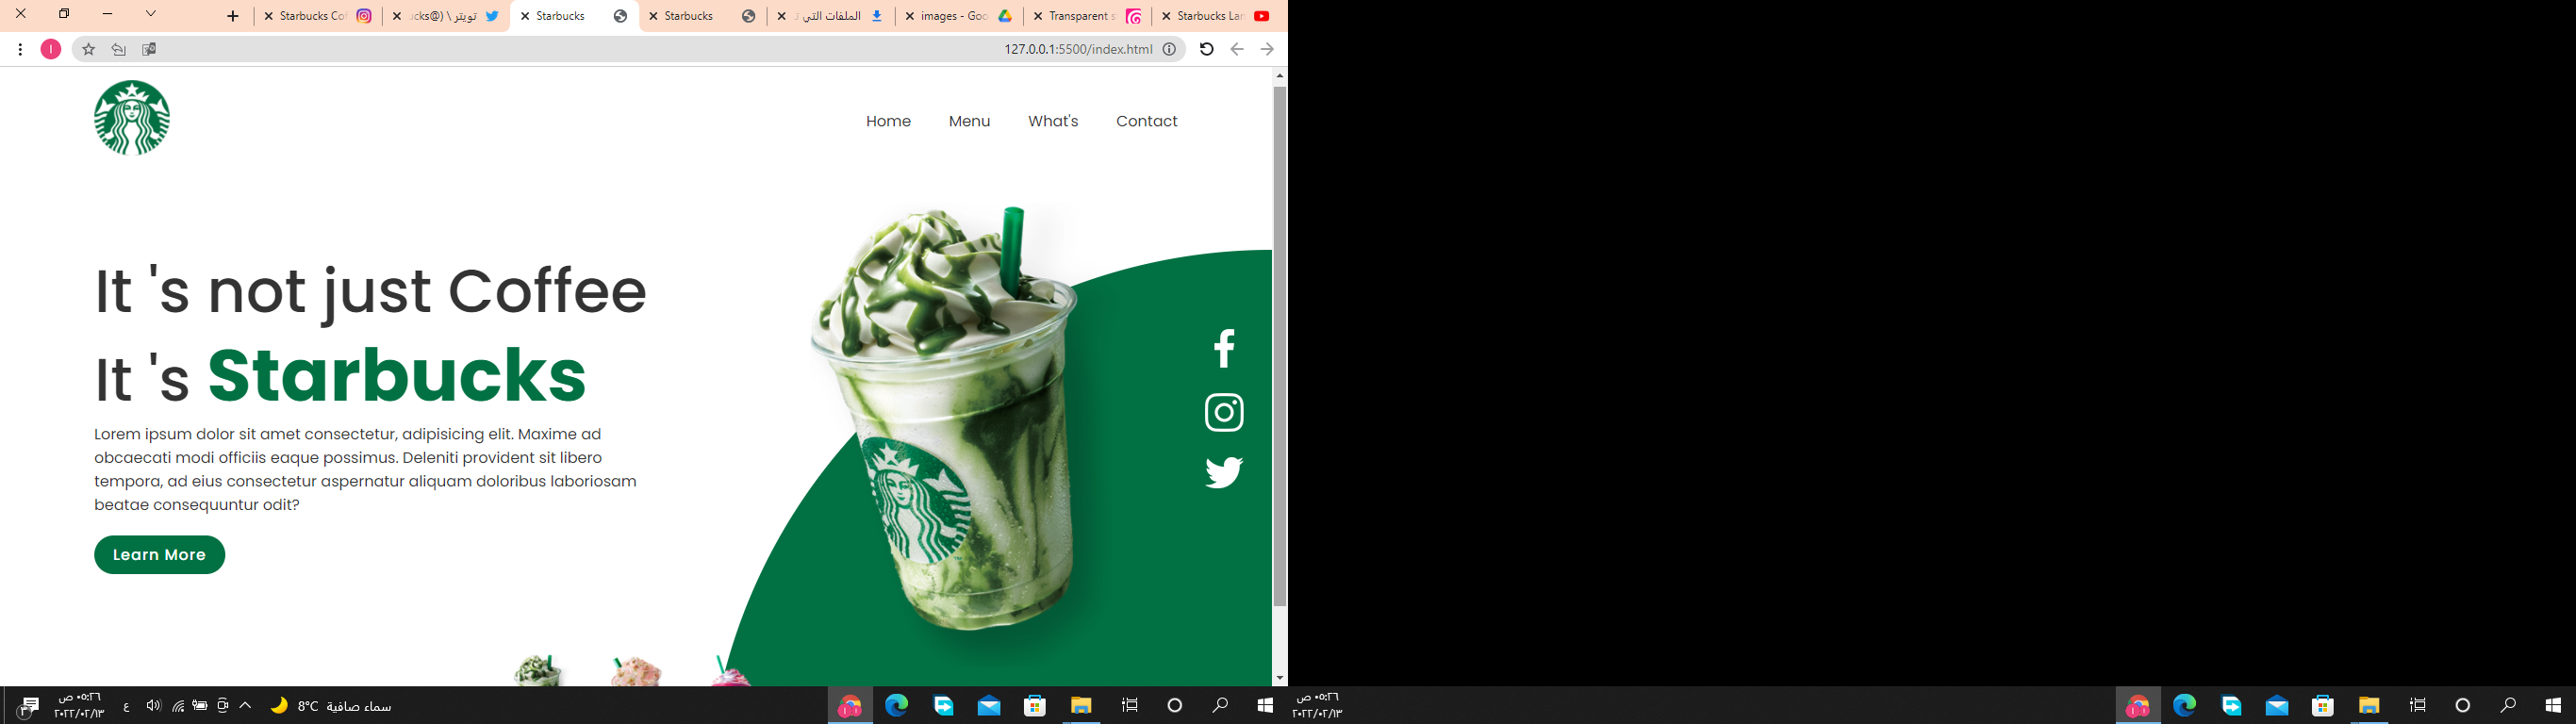 Starbucks Cof
تويتر \ (@ucks
Starbucks
Starbucks
الملفات التي ت
images - Goo
Transparent s
Starbucks Lan
127.0.0.1:5500/index.html
Home
Menu
What's
Contact
It 's not just Coffee
It 's Starbucks
Lorem ipsum dolor sit amet consectetur, adipisicing elit. Maxime ad
obcaecati modi officiis eaque possimus. Deleniti provident sit libero
tempora, ad eius consectetur aspernatur aliquam doloribus laboriosam
beatae consequuntur odit?
Learn More
٠٥:٢٦ ص
٢٠٢٢/٠٢/١٣
ع
8°C سماء صافية
٠٥:٢٦ ص
٢٠٢٢/٠٢/١٣